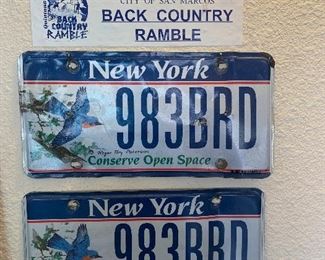 CITY OF SAN MARCOS
BACK COUNTRY
RAMBLE
BACK
COUNTRY
RAMBLE
New York
983BRD
Conserve Open Space
New York
983BRD